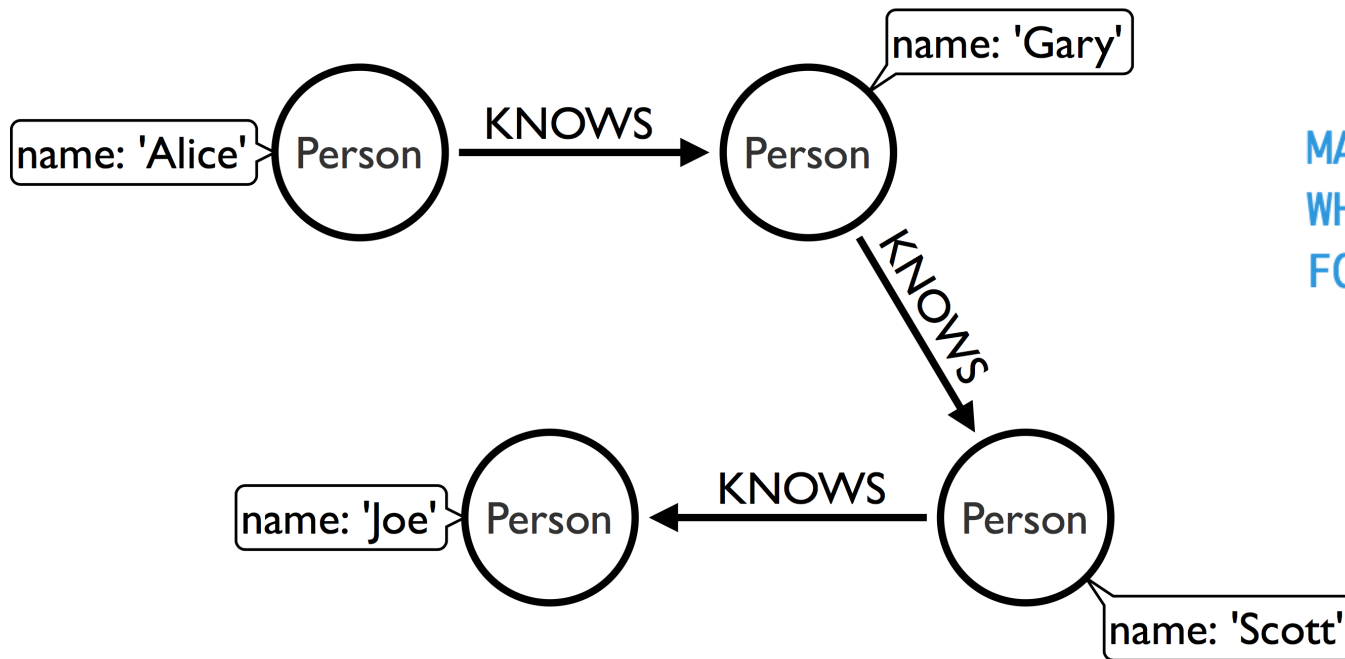 name: 'Gary'
KNOWS
name: 'Alice'
Person
Person
KNOWS
KNOWS
name: 'Joe'
Person
Person
name: 'Scott'